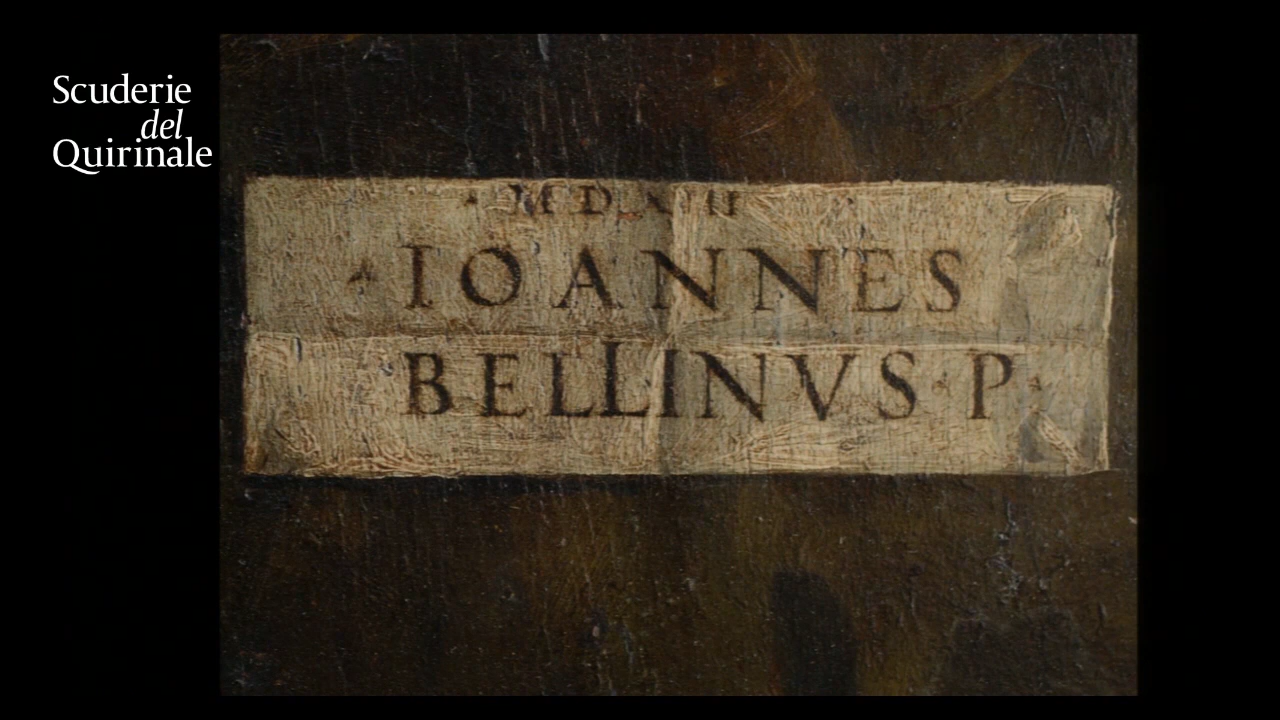 Scuderie
del
Quirinale
· M D
· IOANNES
BELLINVS · P ·